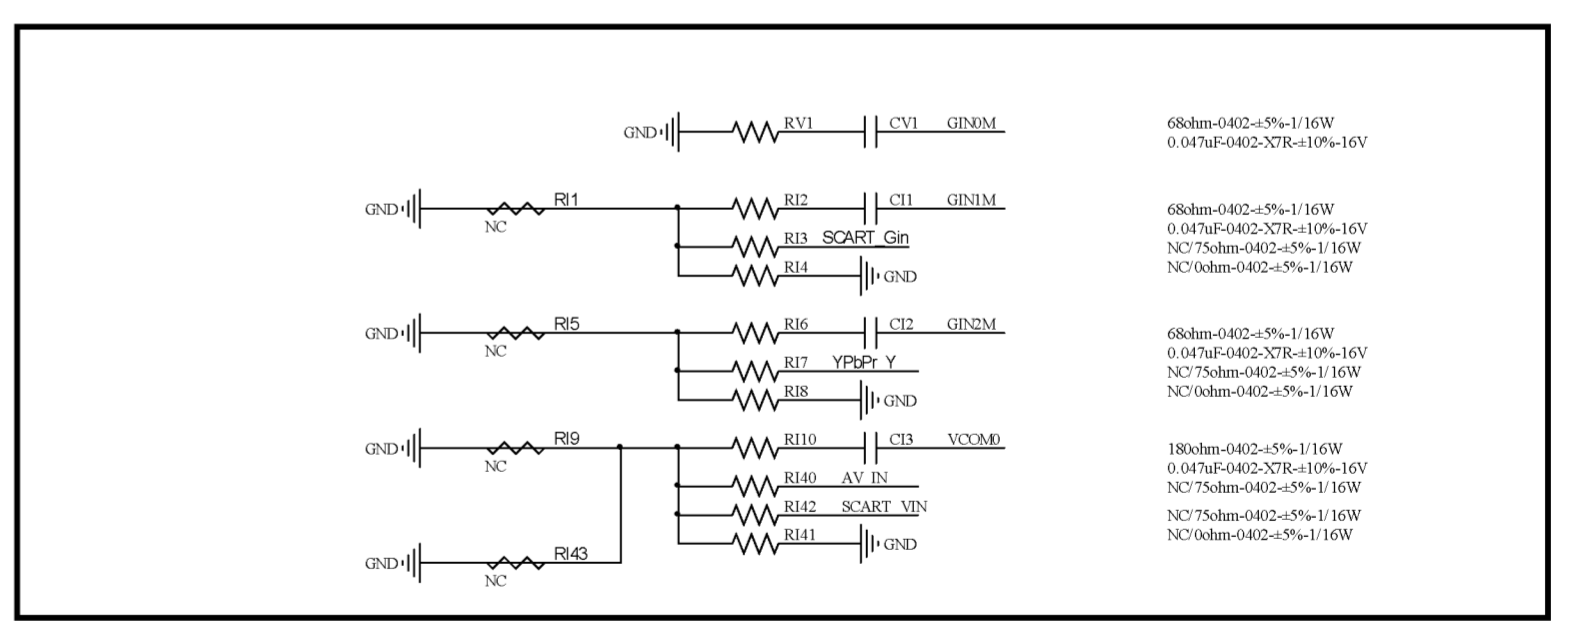 GND RV1 CV1 GIN0M 68ohm-0402-±5%-1/16W
0.047uF-0402-X7R-±10%-16V
GND RI1 RI2 CI1 GIN1M 68ohm-0402-±5%-1/16W
NC 0.047uF-0402-X7R-±10%-16V
RI3 SCART_Gin NC/75ohm-0402-±5%-1/16W
RI4 GND NC/0ohm-0402-±5%-1/16W
GND RI5 RI6 CI2 GIN2M 68ohm-0402-±5%-1/16W
NC 0.047uF-0402-X7R-±10%-16V
RI7 YPbPr_Y NC/75ohm-0402-±5%-1/16W
RI8 GND NC/0ohm-0402-±5%-1/16W
GND RI9 RI10 CI3 VCOM0 180ohm-0402-±5%-1/16W
NC 0.047uF-0402-X7R-±10%-16V
RI40 AV_IN NC/75ohm-0402-±5%-1/16W
RI42 SCART_VIN NC/75ohm-0402-±5%-1/16W
RI41 GND NC/0ohm-0402-±5%-1/16W
GND RI43
NC